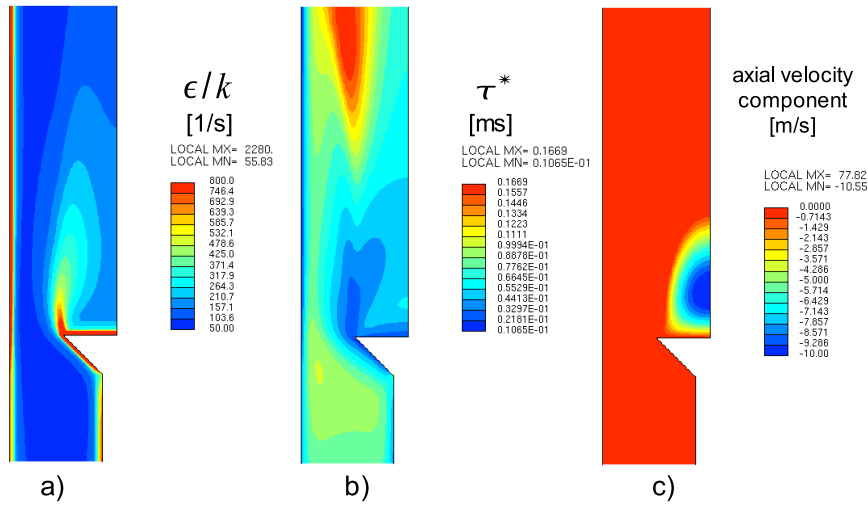 ϵ/k
[1/s]
LOCAL MX= 2280.
LOCAL MN= 55.83
800.0
746.4
692.9
639.3
585.7
532.1
478.6
425.0
371.4
317.9
264.3
210.7
157.1
103.6
50.00
a)
τ*
[ms]
LOCAL MX= 0.1669
LOCAL MN= 0.1065E-01
0.1669
0.1557
0.1446
0.1334
0.1223
0.1111
0.9994E-01
0.8878E-01
0.7762E-01
0.6645E-01
0.5529E-01
0.4413E-01
0.3297E-01
0.2181E-01
0.1065E-01
b)
axial velocity
component
[m/s]
LOCAL MX= 77.82
LOCAL MN= -10.55
0.0000
-0.7143
-1.429
-2.143
-2.857
-3.571
-4.286
-5.000
-5.714
-6.429
-7.143
-7.857
-8.571
-9.286
-10.00
c)